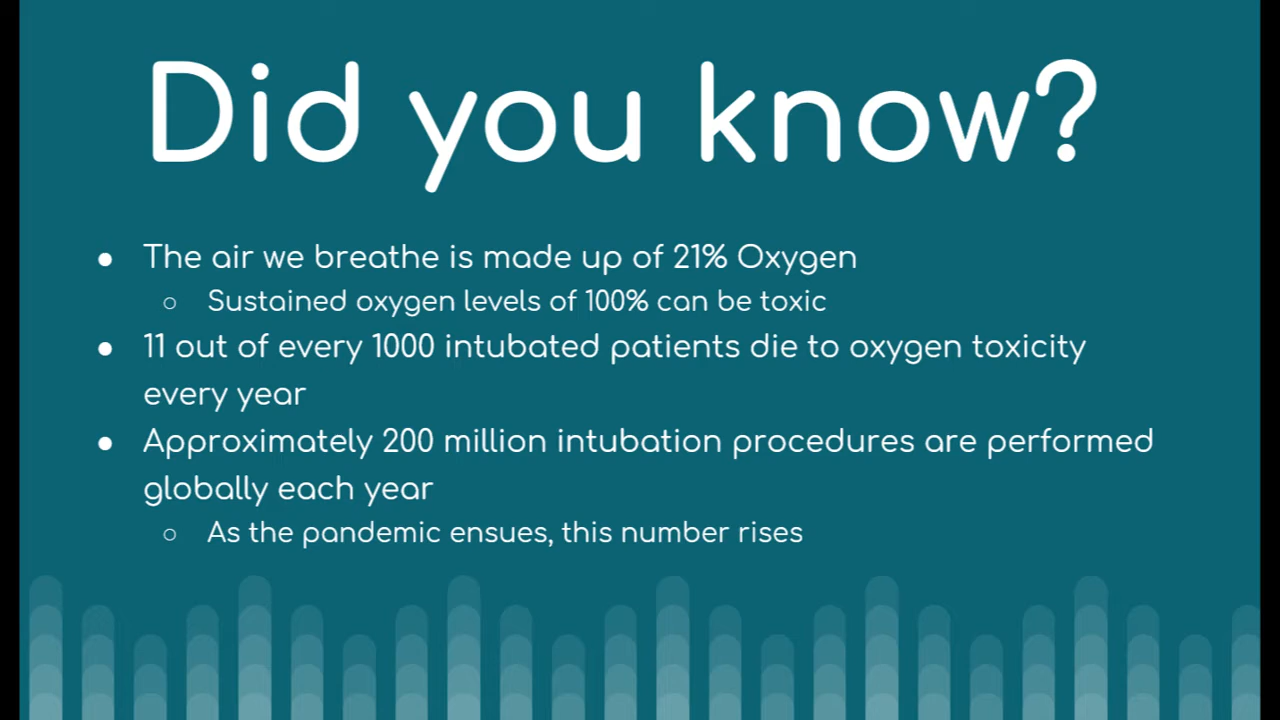 Did you know?
● The air we breathe is made up of 21% Oxygen
○ Sustained oxygen levels of 100% can be toxic
● 11 out of every 1000 intubated patients die to oxygen toxicity
every year
● Approximately 200 million intubation procedures are performed
globally each year
○ As the pandemic ensues, this number rises